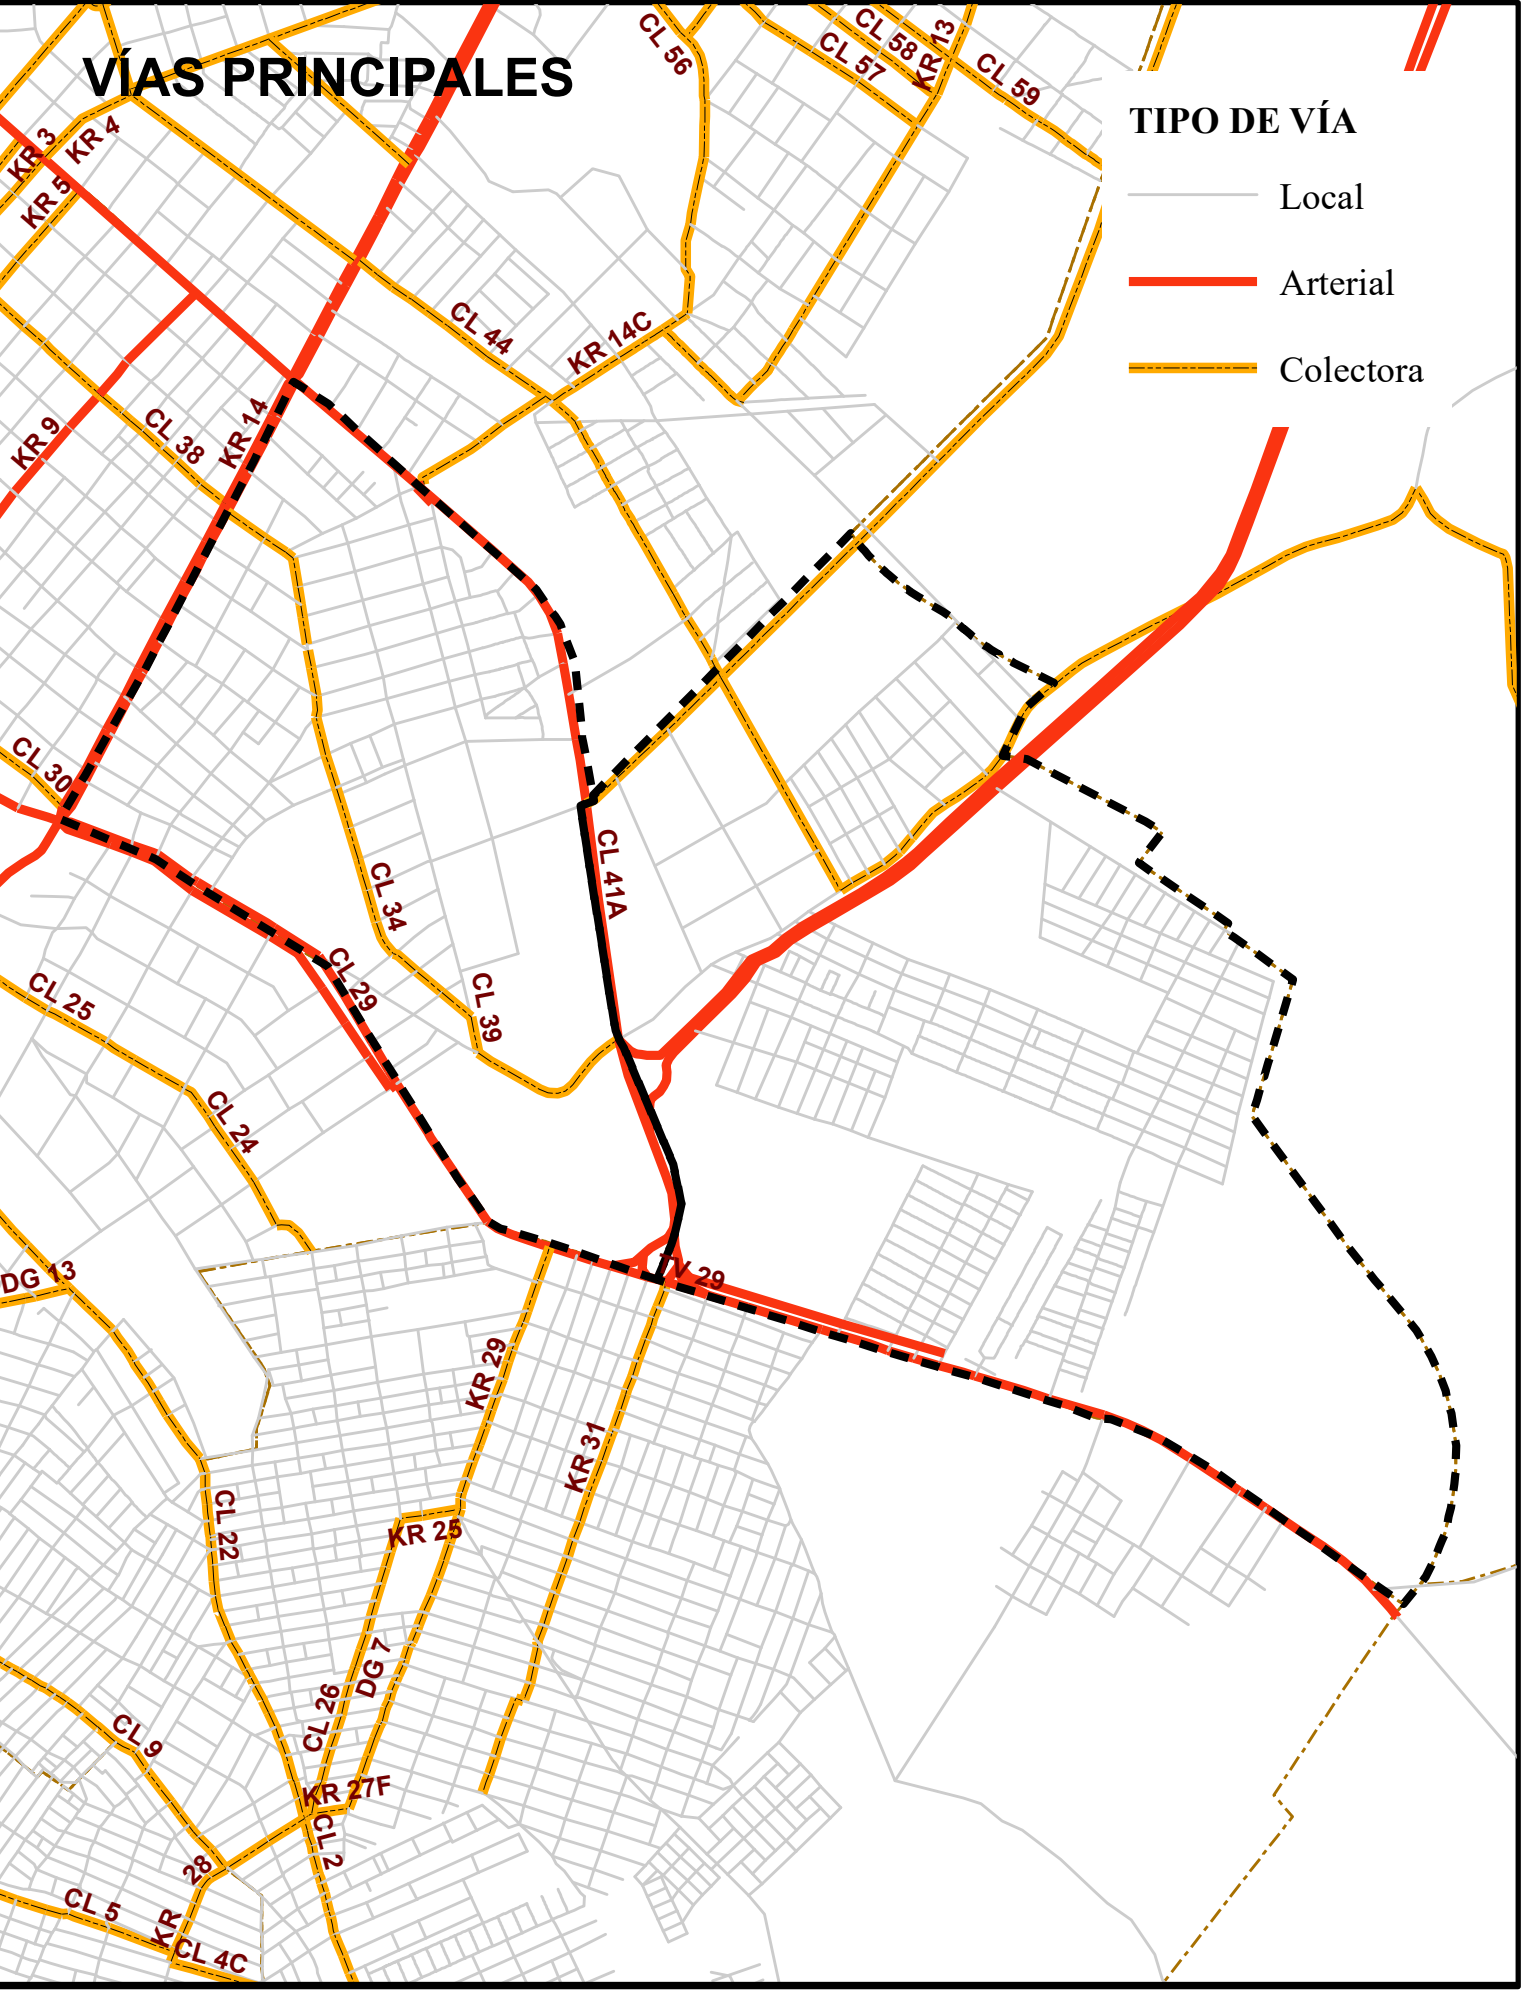 VÍAS PRINCIPALES
CL 56
CL 57
CL 58
KR 13
CL 59
TIPO DE VÍA
Local
Arterial
Colectora
KR 3
KR 4
KR 5
CL 44
KR 14C
KR 9
CL 38
KR 14
CL 30
CL 41A
CL 34
CL 29
CL 39
CL 25
CL 24
DG 13
TV 29
KR 29
KR 31
CL 22
KR 25
DG 7
CL 26
CL 9
KR 27F
CL 2
KR 28
CL 5
CL 4C